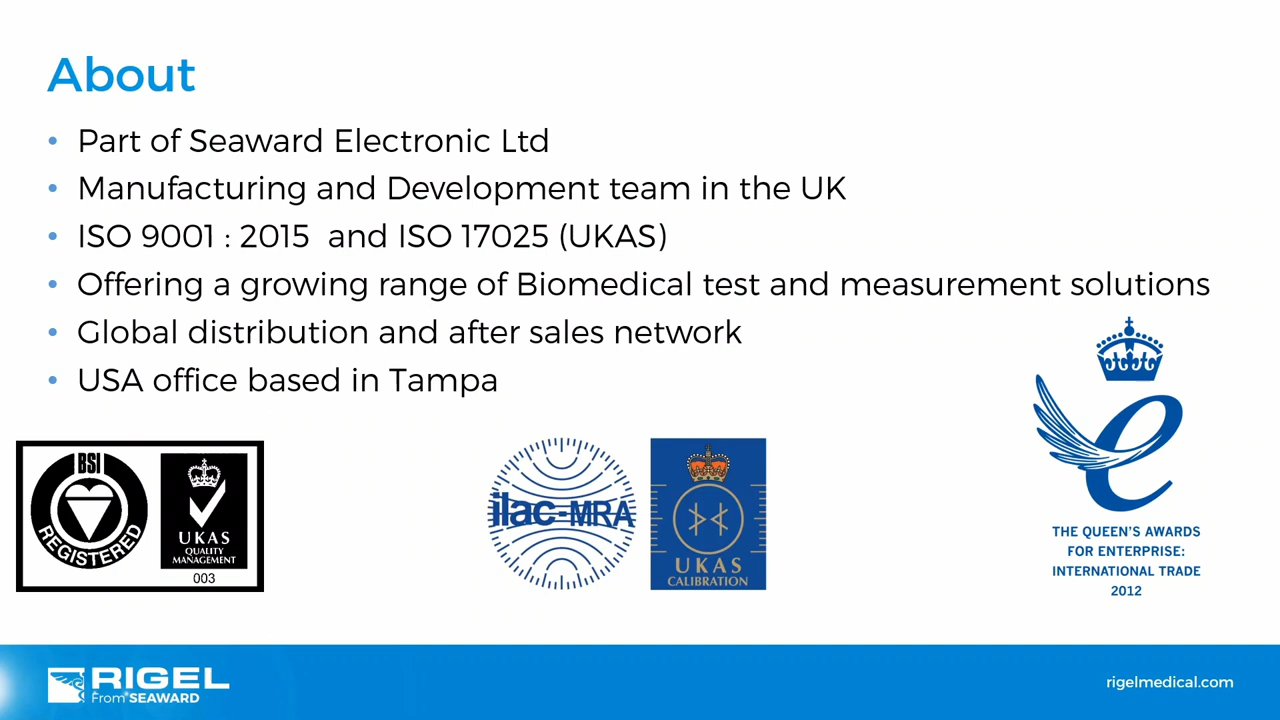 About
• Part of Seaward Electronic Ltd
• Manufacturing and Development team in the UK
• ISO 9001 : 2015  and ISO 17025 (UKAS)
• Offering a growing range of Biomedical test and measurement solutions
• Global distribution and after sales network
• USA office based in Tampa
BSI
REGISTERED
UKAS
QUALITY
MANAGEMENT
003
ilac-MRA
UKAS
CALIBRATION
e
THE QUEEN'S AWARDS
FOR ENTERPRISE:
INTERNATIONAL TRADE
2012
RIGEL
From SEAWARD
rigelmedical.com